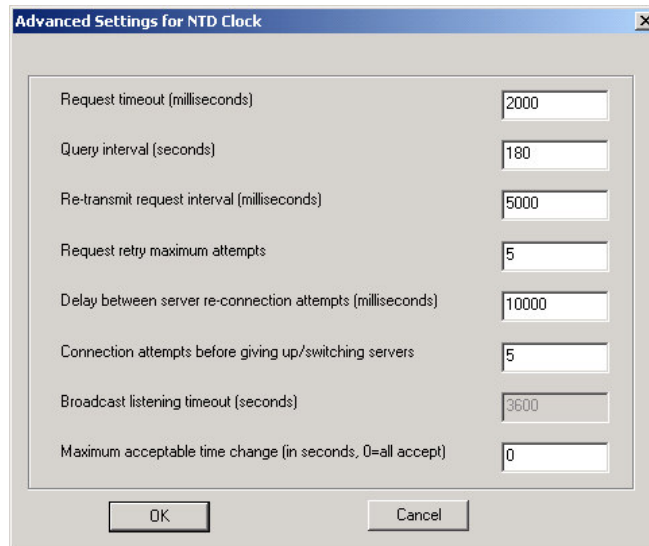 Advanced Settings for NTD Clock
Request timeout (milliseconds) 2000
Query interval (seconds) 180
Re-transmit request interval (milliseconds) 5000
Request retry maximum attempts 5
Delay between server re-connection attempts (milliseconds) 10000
Connection attempts before giving up/switching servers 5
Broadcast listening timeout (seconds) 3600
Maximum acceptable time change (in seconds, 0=all accept) 0
OK Cancel